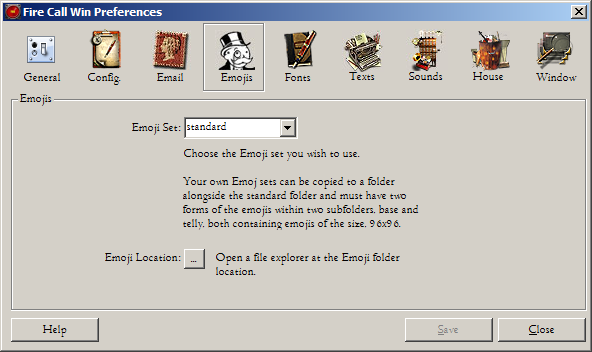 Fire Call Win Preferences
General
Config.
Email
Emojis
Fonts
Texts
Sounds
House
Window
Emojis
Emoji Set:
standard
Choose the Emoji set you wish to use.
Your own Emoj sets can be copied to a folder
alongside the standard folder and must have two
forms of the emojis within two subfolders, base and
telly, both containing emojis of the size, 96x96.
Emoji Location:
...
Open a file explorer at the Emoji folder
location.
Help
Save
Close